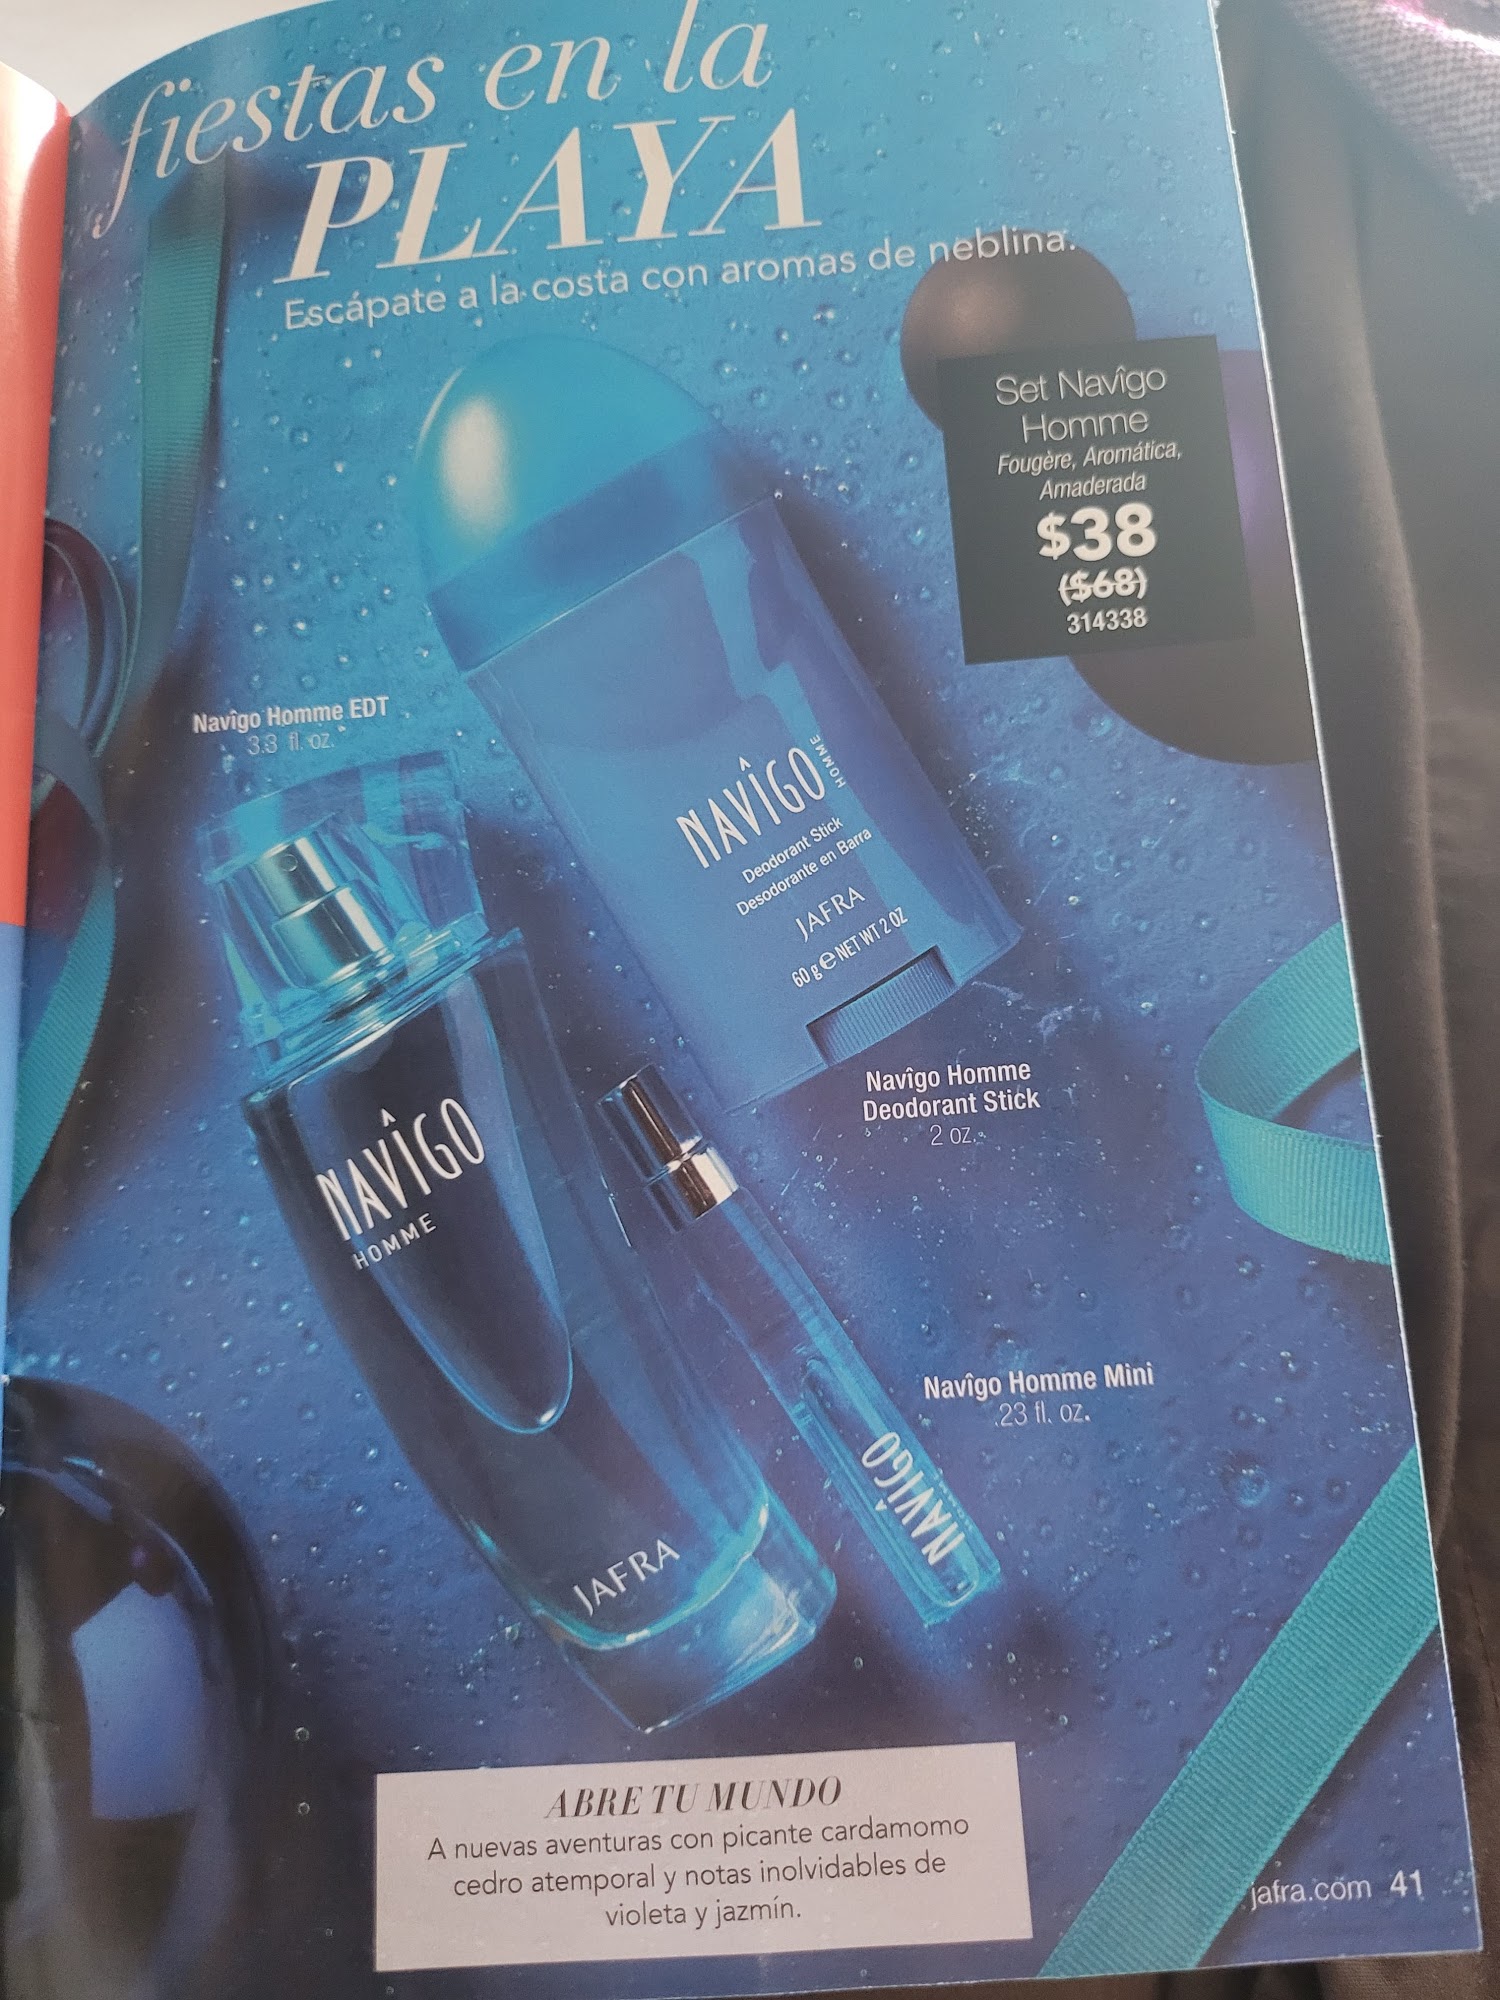 fiestas en la
PLAYA
Escápate a la costa con aromas de neblina.
Set Navîgo
Homme
Fougère, Aromática,
Amaderada
$38
($68)
314338
Navîgo Homme EDT
3.3 fl. oz.
NAVÎGO
HOMME
Deodorant Stick
Desodorante en Barra
JAFRA
60 g e NET WT 2 OZ
Navîgo Homme
Deodorant Stick
2 oz.
NAVÎGO
HOMME
JAFRA
Navîgo Homme Mini
.23 fl. oz.
NAVÎGO
HOMME
ABRE TU MUNDO
A nuevas aventuras con picante cardamomo
cedro atemporal y notas inolvidables de
violeta y jazmín.
jafra.com 41